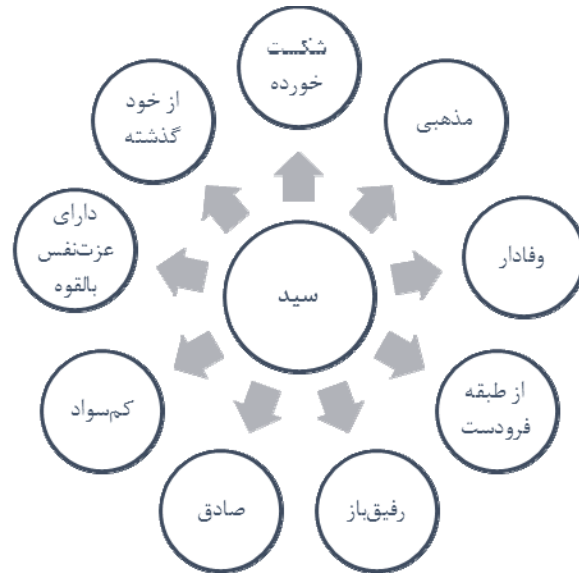 شکست
خورده
مذهبی
وفادار
از طبقه
فرودست
رفیق‌باز
صادق
کم‌سواد
دارای
عزت‌نفس
بالقوه
از خود
گذشته
سید